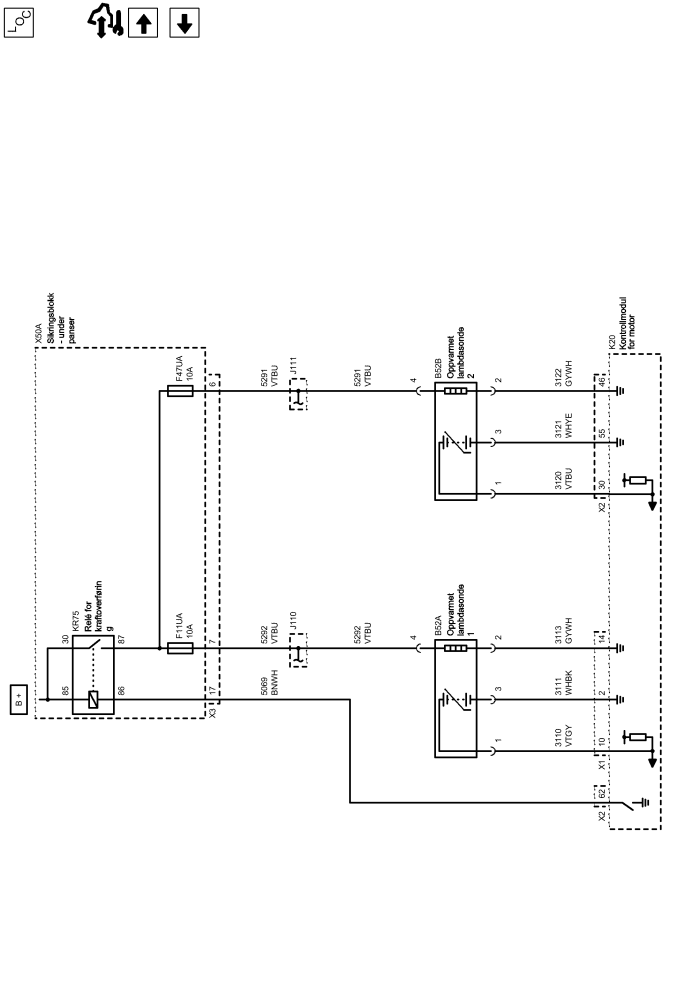 LOC
B +
X50A
Sikringsblokk
- under
panser
KR75
Relé for
kraftoverførin
g
30
87
85
86
F47UA
10A
F11UA
10A
6
7
17
X3
5291
VTBU
J111
5291
VTBU
5292
VTBU
J110
5292
VTBU
5069
BNWH
4
B52B
Oppvarmet
lambdasonde
2
2
3
1
3122
GYWH
3121
WHYE
3120
VTBU
46
55
30
X2
K20
Kontrollmodul
for motor
4
B52A
Oppvarmet
lambdasonde
1
2
3
1
3113
GYWH
3111
WHBK
3110
VTGY
14
2
10
X1
62
X2